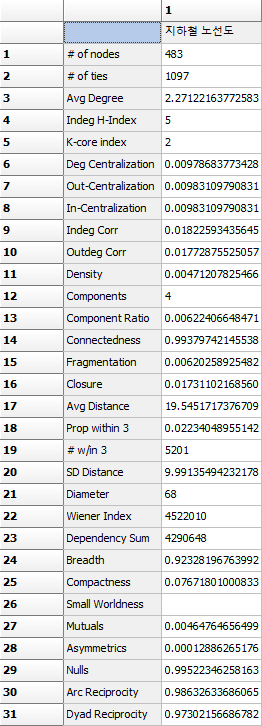 1
지하철 노선도
1 # of nodes 483
2 # of ties 1097
3 Avg Degree 2.27122163772583
4 Indeg H-Index 5
5 K-core index 2
6 Deg Centralization 0.00978683773428
7 Out-Centralization 0.00983109790831
8 In-Centralization 0.00983109790831
9 Indeg Corr 0.01822593435645
10 Outdeg Corr 0.01772875525057
11 Density 0.00471207825466
12 Components 4
13 Component Ratio 0.00622406648471
14 Connectedness 0.99379742145538
15 Fragmentation 0.00620258925482
16 Closure 0.01731102168560
17 Avg Distance 19.5451717376709
18 Prop within 3 0.02234048955142
19 # w/in 3 5201
20 SD Distance 9.99135494232178
21 Diameter 68
22 Wiener Index 4522010
23 Dependency Sum 4290648
24 Breadth 0.92328196763992
25 Compactness 0.07671801000833
26 Small Worldness
27 Mutuals 0.00464764656499
28 Asymmetrics 0.00012886265176
29 Nulls 0.99522346258163
30 Arc Reciprocity 0.98632633686065
31 Dyad Reciprocity 0.97302156686782